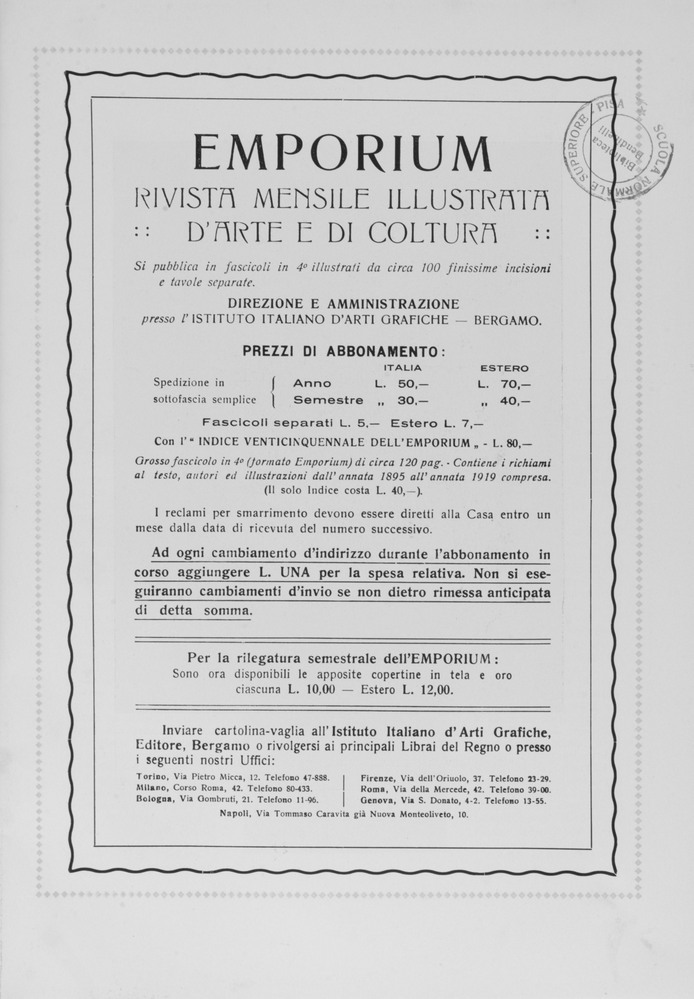 EMPORIUM
RIVISTA MENSILE ILLUSTRATA
:: D'ARTE E DI COLTURA ::
Si pubblica in fascicoli in 4º illustrati da circa 100 finissime incisioni
e tavole separate.
DIREZIONE E AMMINISTRAZIONE
presso l'ISTITUTO ITALIANO D'ARTI GRAFICHE — BERGAMO.
PREZZI DI ABBONAMENTO:
ITALIA ESTERO
Spedizione in { Anno L. 50,— L. 70,—
sottofascia semplice { Semestre „ 30,— „ 40,—
Fascicoli separati L. 5.— Estero L. 7,—
Con l'“ INDICE VENTICINQUENNALE DELL'EMPORIUM „ - L. 80,—
Grosso fascicolo in 4º (formato Emporium) di circa 120 pag. - Contiene i richiami
al testo, autori ed illustrazioni dall'annata 1895 all'annata 1919 compresa.
(Il solo Indice costa L. 40,—).
I reclami per smarrimento devono essere diretti alla Casa entro un
mese dalla data di ricevuta del numero successivo.
Ad ogni cambiamento d'indirizzo durante l'abbonamento in
corso aggiungere L. UNA per la spesa relativa. Non si ese-
guiranno cambiamenti d'invio se non dietro rimessa anticipata
di detta somma.
Per la rilegatura semestrale dell'EMPORIUM:
Sono ora disponibili le apposite copertine in tela e oro
ciascuna L. 10,00 — Estero L. 12,00.
Inviare cartolina-vaglia all'Istituto Italiano d'Arti Grafiche,
Editore, Bergamo o rivolgersi ai principali Librai del Regno o presso
i seguenti nostri Uffici:
Torino, Via Pietro Micca, 12. Telefono 47-888.
Milano, Corso Roma, 42. Telefono 80-433.
Bologna, Via Gombruti, 21. Telefono 11-96.
Firenze, Via dell'Oriuolo, 37. Telefono 23-29.
Roma, Via della Mercede, 42. Telefono 39-00.
Genova, Via S. Donato, 4-2. Telefono 13-55.
Napoli, Via Tommaso Caravita già Nuova Monteoliveto, 10.
SCUOLA NORMALE SUPERIORE - PISA
Biblioteca